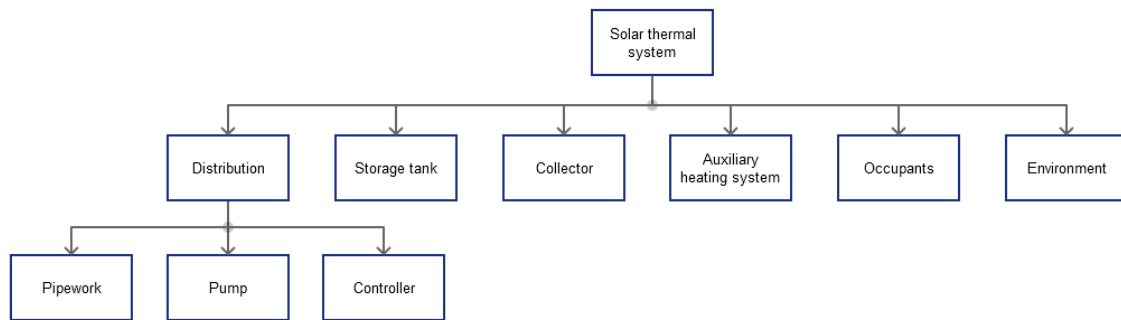 Solar thermal
system
Distribution
Storage tank
Collector
Auxiliary
heating system
Occupants
Environment
Pipework
Pump
Controller